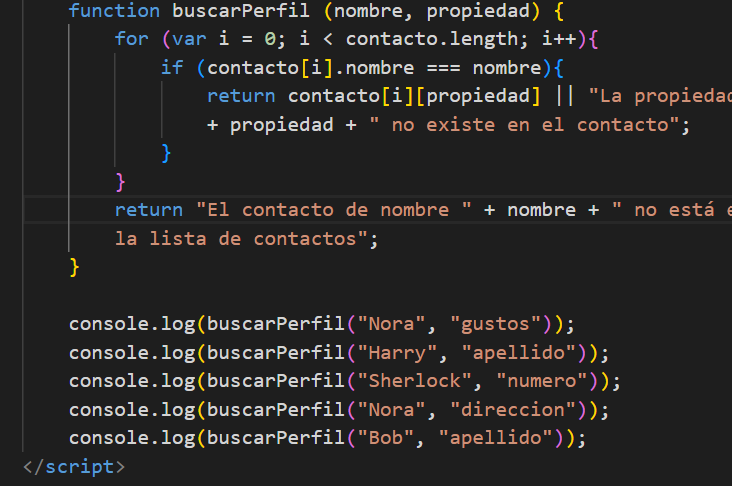 function buscarPerfil (nombre, propiedad) {
for (var i = 0; i < contacto.length; i++){
if (contacto[i].nombre === nombre){
return contacto[i][propiedad] || "La propiedad
+ propiedad + " no existe en el contacto";
}
}
return "El contacto de nombre " + nombre + " no está e
la lista de contactos";
}
console.log(buscarPerfil("Nora", "gustos"));
console.log(buscarPerfil("Harry", "apellido"));
console.log(buscarPerfil("Sherlock", "numero"));
console.log(buscarPerfil("Nora", "direccion"));
console.log(buscarPerfil("Bob", "apellido"));
</script>